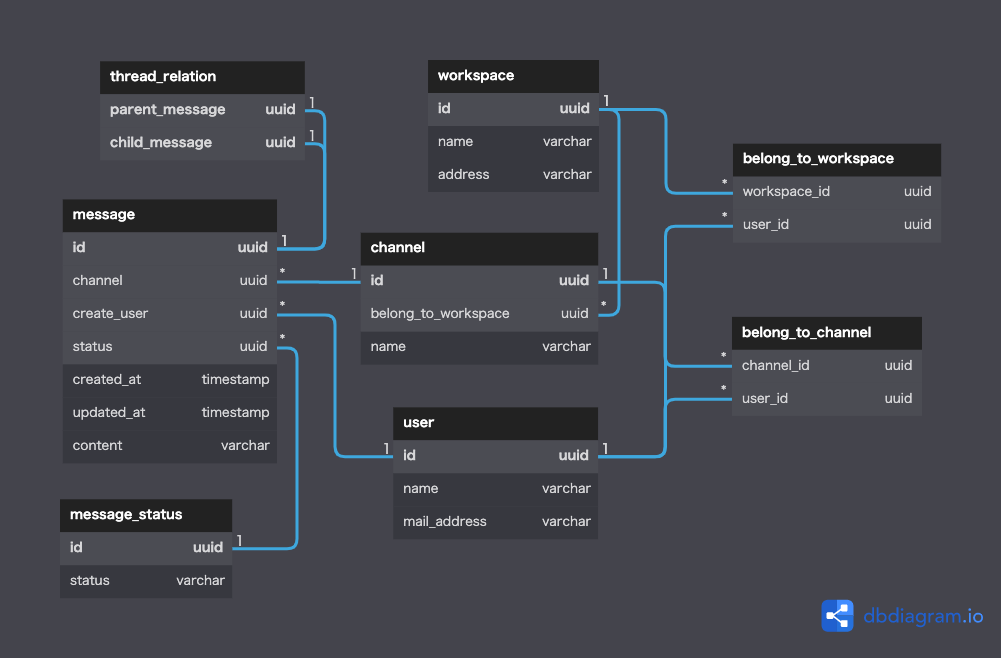 thread_relation
parent_message uuid 1
child_message uuid 1
message
id uuid 1
channel uuid *
create_user uuid *
status uuid *
created_at timestamp
updated_at timestamp
content varchar
message_status
id uuid 1
status varchar
workspace
id uuid 1
name varchar
address varchar
channel
1 id uuid 1
belong_to_workspace uuid *
name varchar
user
1 id uuid 1
name varchar
mail_address varchar
belong_to_workspace
* workspace_id uuid
* user_id uuid
belong_to_channel
* channel_id uuid
* user_id uuid
dbdiagram.io